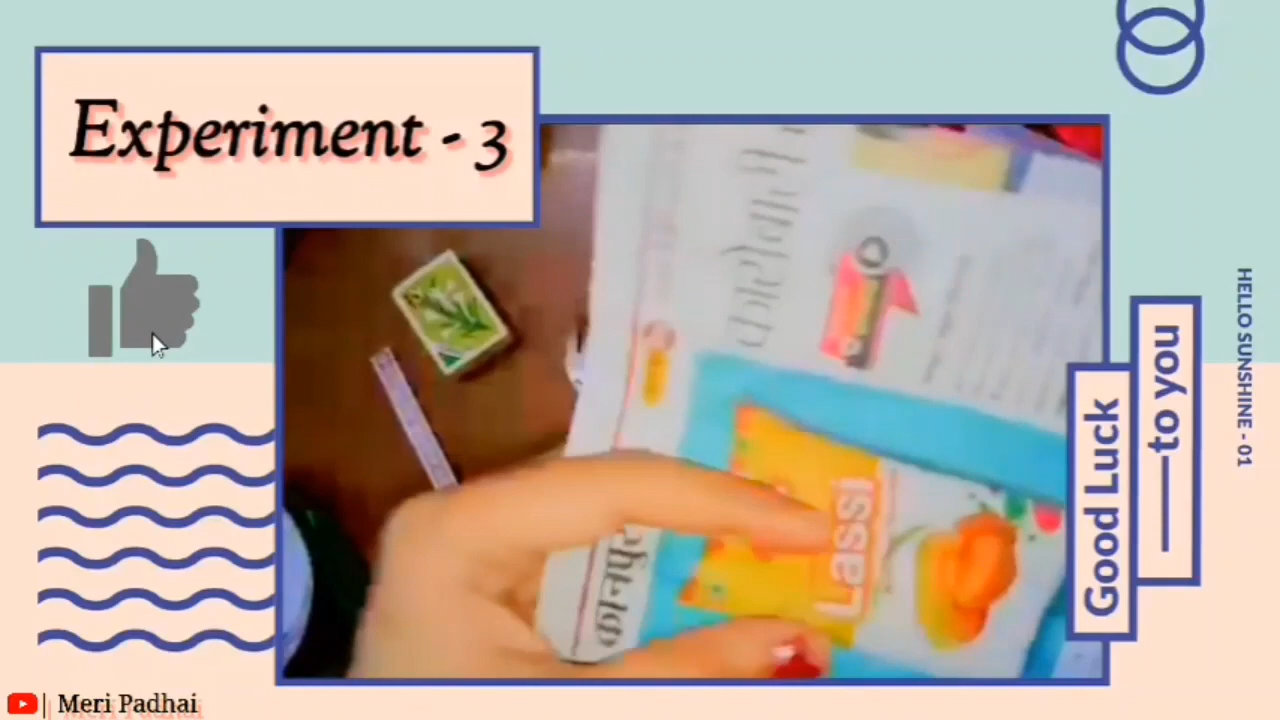 Experiment - 3
Lassi
Good Luck
to you
HELLO SUNSHINE - 01
Meri Padhai